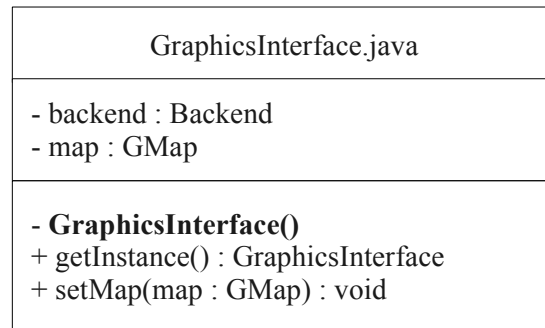 GraphicsInterface.java
- backend : Backend
- map : GMap
- GraphicsInterface()
+ getInstance() : GraphicsInterface
+ setMap(map : GMap) : void